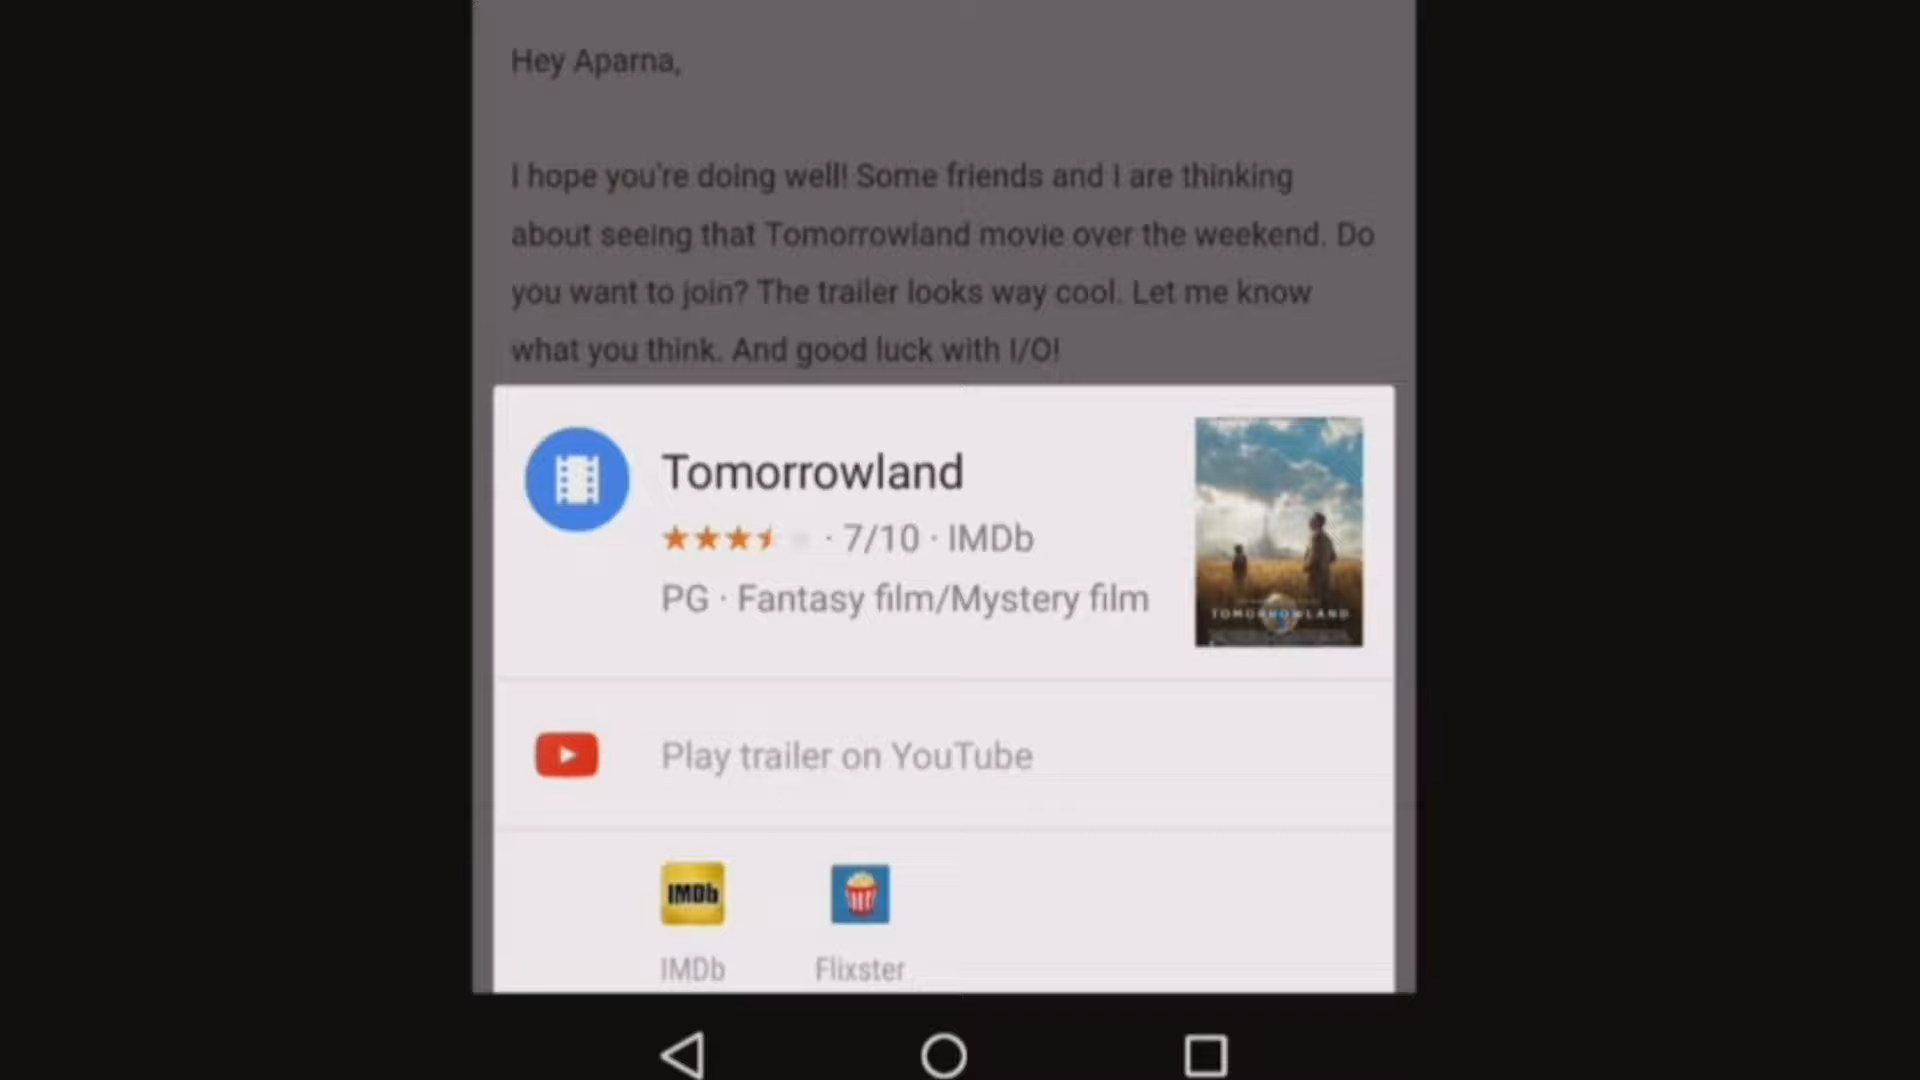 Hey Aparna,
I hope you're doing well! Some friends and I are thinking
about seeing that Tomorrowland movie over the weekend. Do
you want to join? The trailer looks way cool. Let me know
what you think. And good luck with I/O!
Tomorrowland
· 7/10 · IMDb
PG · Fantasy film/Mystery film
TOMORROWLAND
Play trailer on YouTube
IMDb
IMDb
Flixster